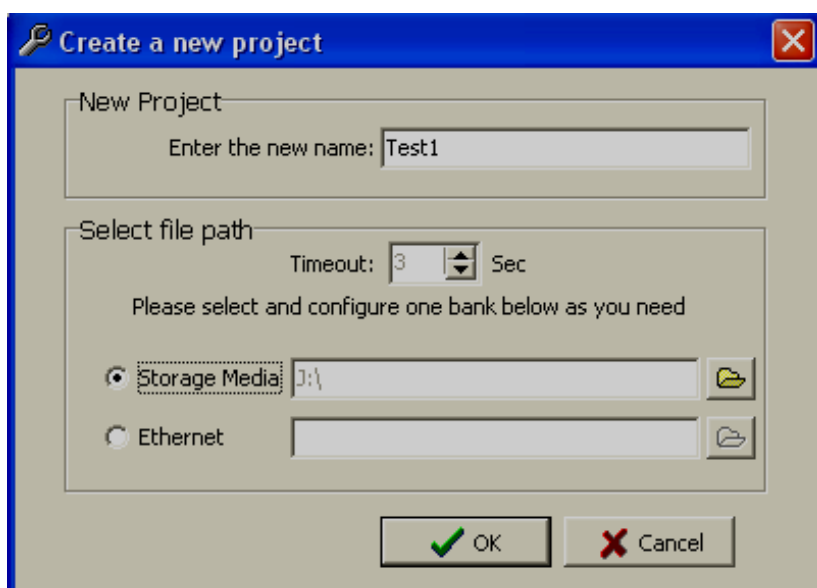 Create a new project
New Project
Enter the new name: Test1
Select file path
Timeout: 3 Sec
Please select and configure one bank below as you need
Storage Media J:\
Ethernet
OK Cancel